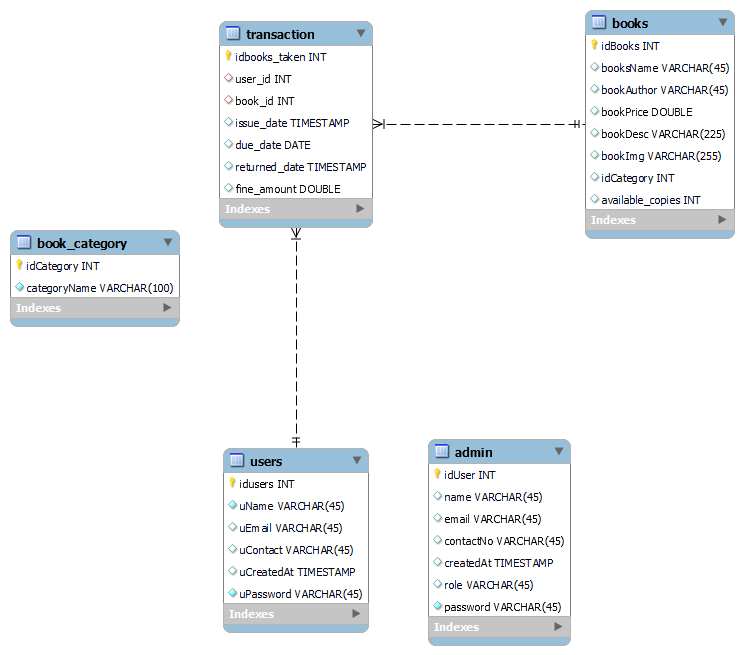 transaction
idbooks_taken INT
user_id INT
book_id INT
issue_date TIMESTAMP
due_date DATE
returned_date TIMESTAMP
fine_amount DOUBLE
Indexes
books
idBooks INT
booksName VARCHAR(45)
bookAuthor VARCHAR(45)
bookPrice DOUBLE
bookDesc VARCHAR(225)
bookImg VARCHAR(255)
idCategory INT
available_copies INT
Indexes
book_category
idCategory INT
categoryName VARCHAR(100)
Indexes
users
idusers INT
uName VARCHAR(45)
uEmail VARCHAR(45)
uContact VARCHAR(45)
uCreatedAt TIMESTAMP
uPassword VARCHAR(45)
Indexes
admin
idUser INT
name VARCHAR(45)
email VARCHAR(45)
contactNo VARCHAR(45)
createdAt TIMESTAMP
role VARCHAR(45)
password VARCHAR(45)
Indexes